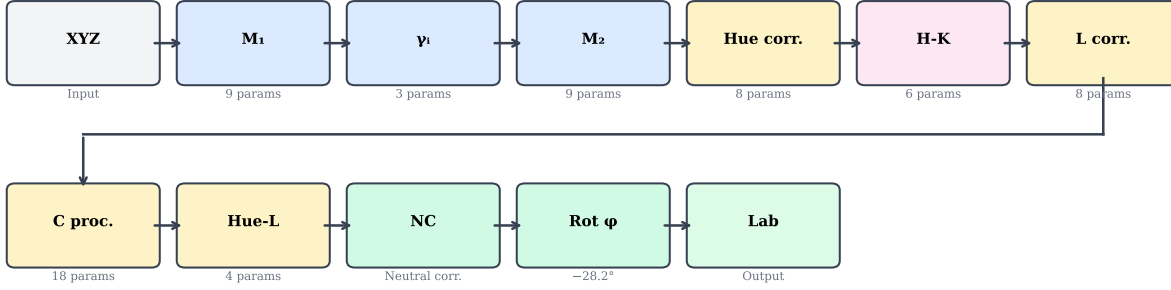 XYZ
Input
M₁
9 params
γᵢ
3 params
M₂
9 params
Hue corr.
8 params
H-K
6 params
L corr.
8 params
C proc.
18 params
Hue-L
4 params
NC
Neutral corr.
Rot φ
−28.2°
Lab
Output